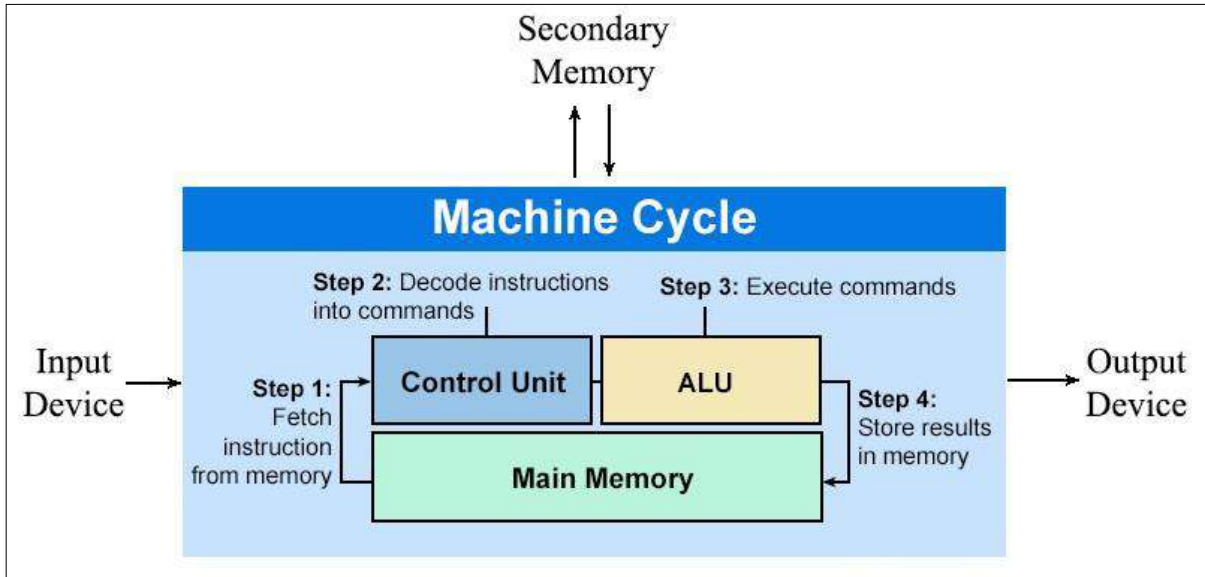 Secondary
Memory
Machine Cycle
Step 2: Decode instructions
into commands
Step 3: Execute commands
Input
Device
Step 1:
Fetch
instruction
from memory
Control Unit
ALU
Main Memory
Step 4:
Store results
in memory
Output
Device